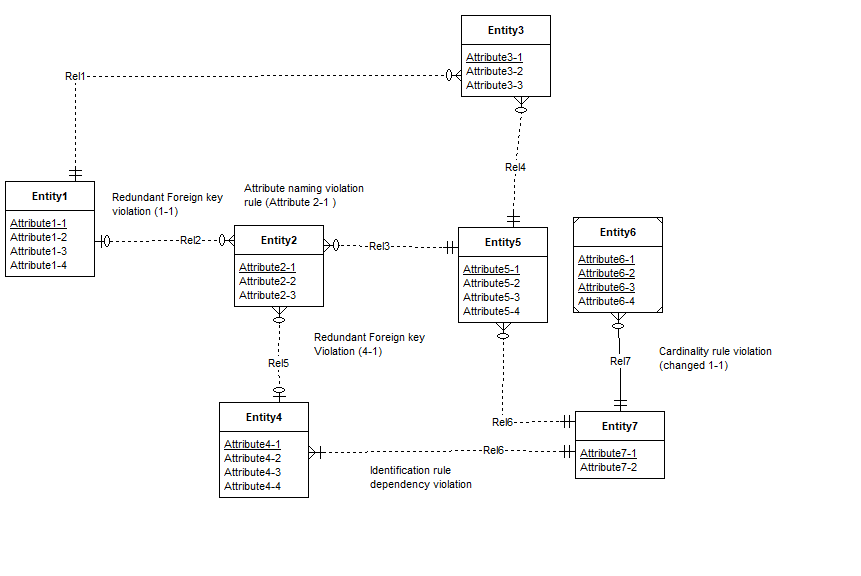 Entity3
Attribute3-1
Attribute3-2
Attribute3-3
Rel1
Rel4
Entity1
Attribute1-1
Attribute1-2
Attribute1-3
Attribute1-4
Redundant Foreign key
violation (1-1)
Attribute naming violation
rule (Attribute 2-1 )
Rel2
Entity2
Attribute2-1
Attribute2-2
Attribute2-3
Rel3
Entity5
Attribute5-1
Attribute5-2
Attribute5-3
Attribute5-4
Entity6
Attribute6-1
Attribute6-2
Attribute6-3
Attribute6-4
Redundant Foreign key
Violation (4-1)
Rel5
Rel7
Cardinality rule violation
(changed 1-1)
Entity4
Attribute4-1
Attribute4-2
Attribute4-3
Attribute4-4
Rel6
Rel6
Entity7
Attribute7-1
Attribute7-2
Identification rule
dependency violation